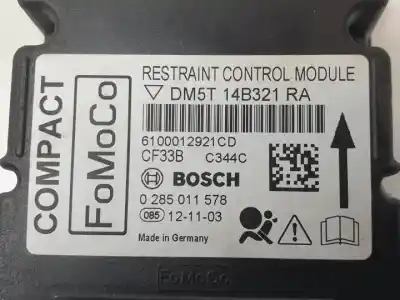 COMPACT
FoMoCo
RESTRAINT CONTROL MODULE
DM5T 14B321 RA
6100012921CD
CF33B C344C
BOSCH
0 285 011 578
085 12-11-03
Made in Germany
FoMoCo